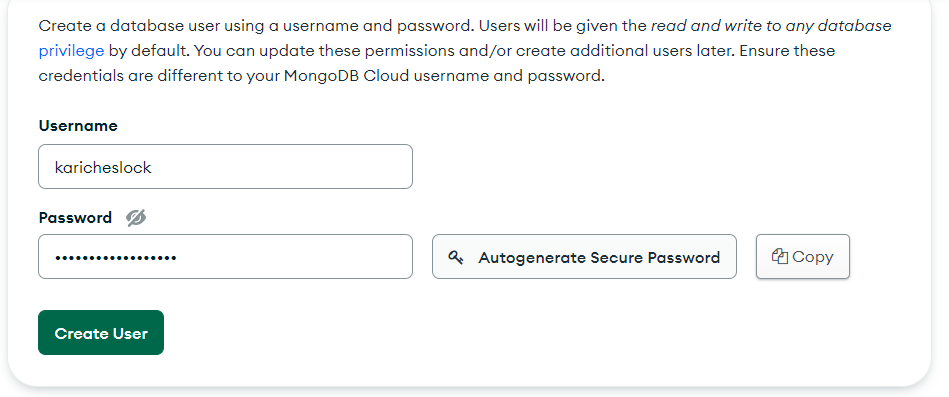 Create a database user using a username and password. Users will be given the read and write to any database
privilege by default. You can update these permissions and/or create additional users later. Ensure these
credentials are different to your MongoDB Cloud username and password.
Username
karicheslock
Password
••••••••••••••••••
Autogenerate Secure Password
Copy
Create User